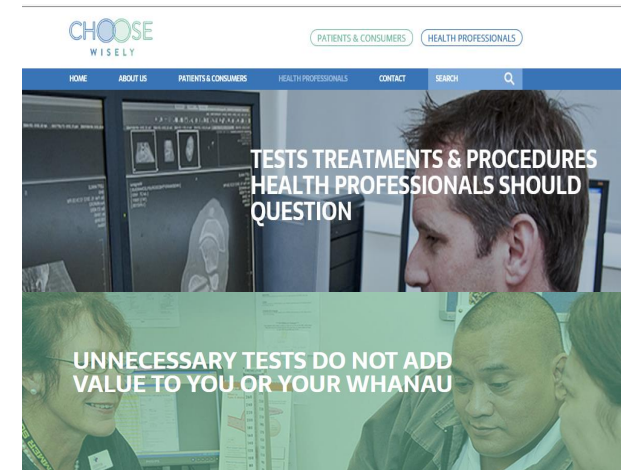 CHOOSE
WISELY
PATIENTS & CONSUMERS
HEALTH PROFESSIONALS
HOME
ABOUT US
PATIENTS & CONSUMERS
HEALTH PROFESSIONALS
CONTACT
SEARCH
TESTS TREATMENTS & PROCEDURES
HEALTH PROFESSIONALS SHOULD
QUESTION
UNNECESSARY TESTS DO NOT ADD
VALUE TO YOU OR YOUR WHANAU